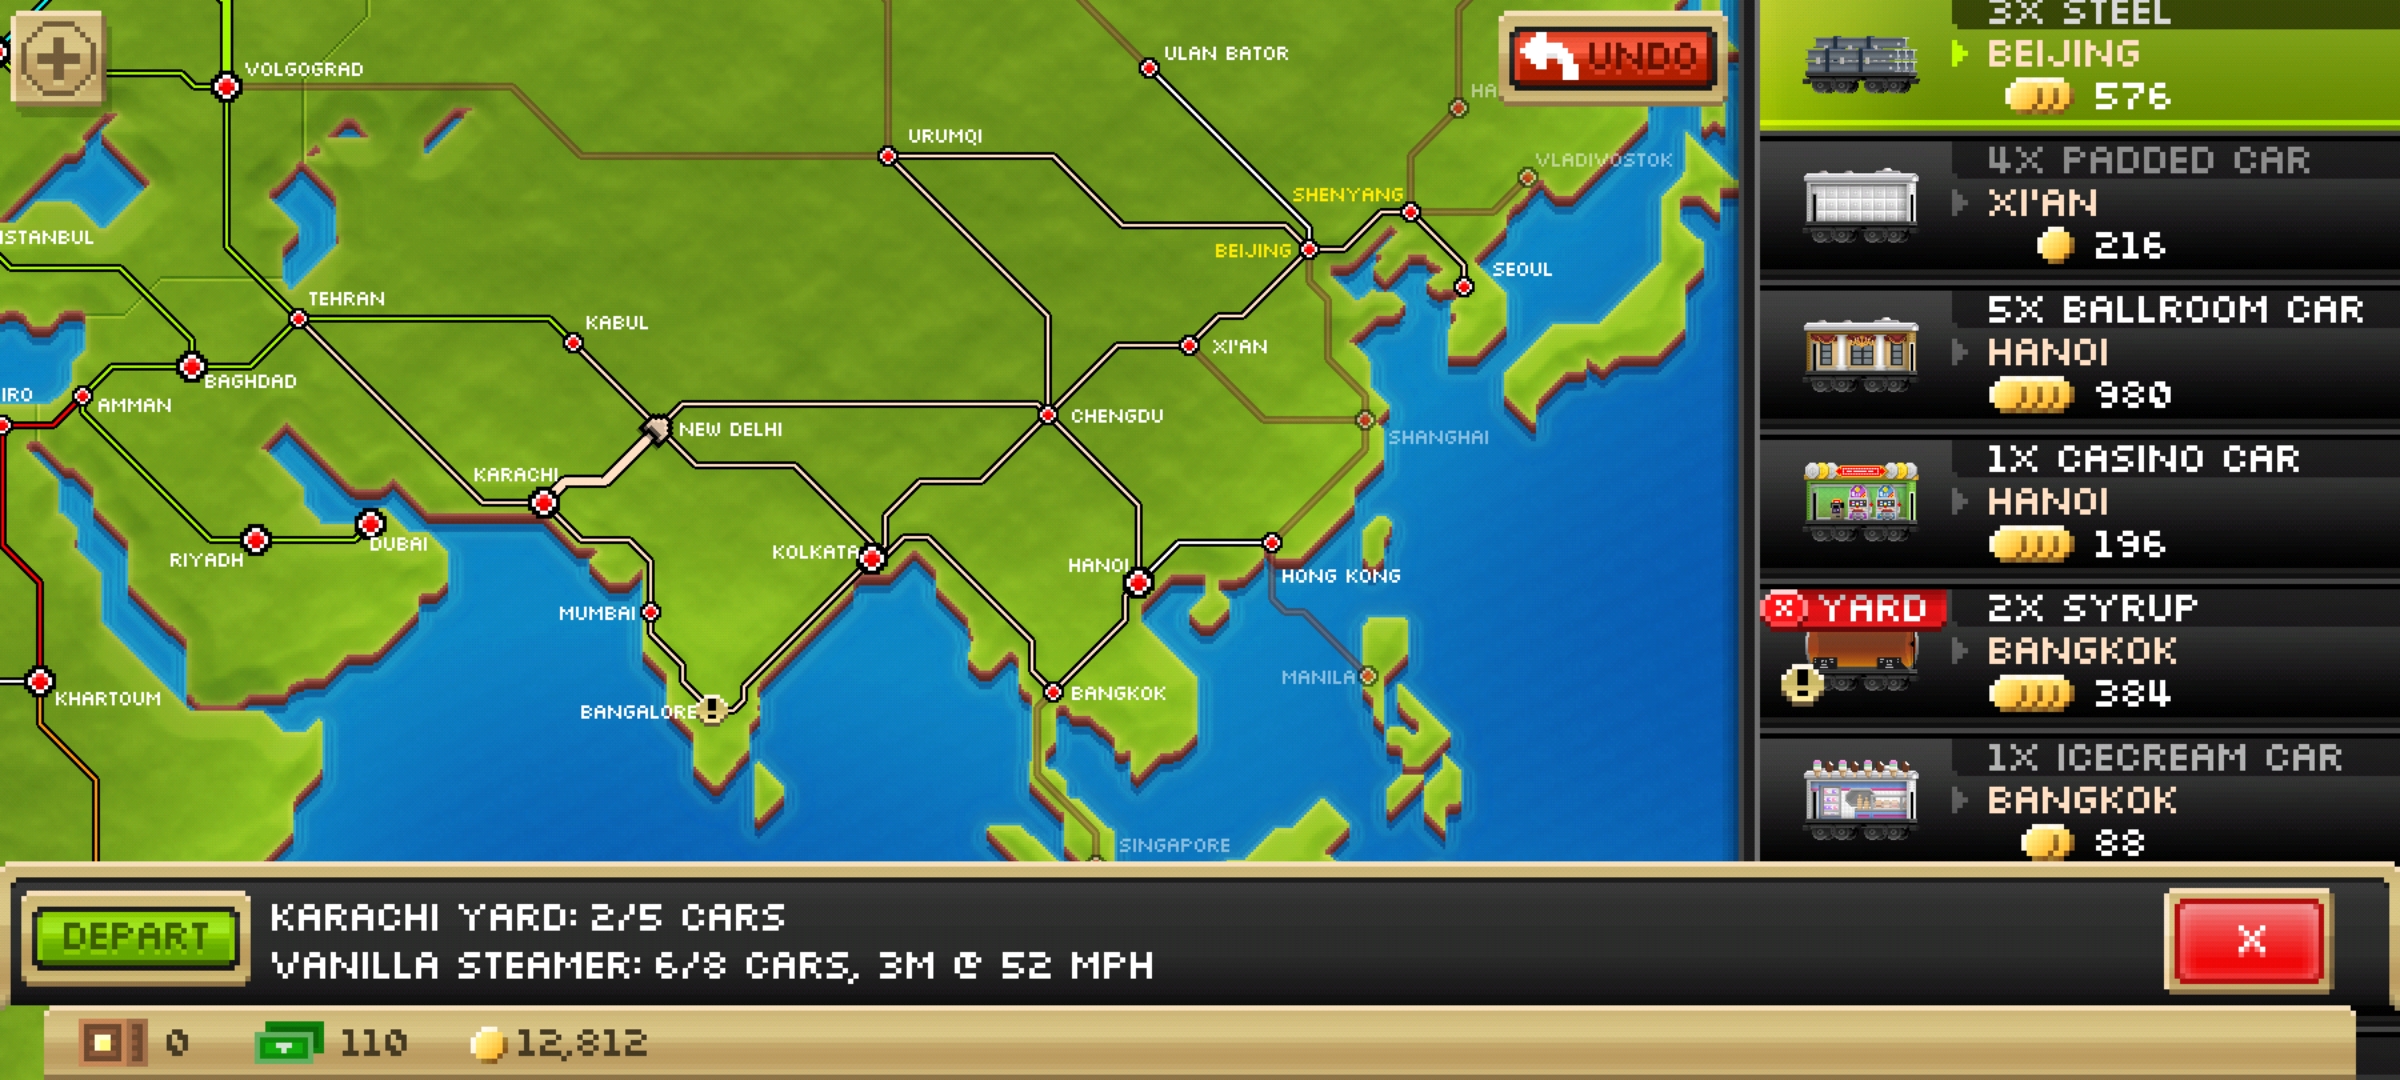 3X STEEL
BEIJING
576
4X PADDED CAR
XI'AN
216
5X BALLROOM CAR
HANOI
980
1X CASINO CAR
HANOI
196
YARD
2X SYRUP
BANGKOK
384
1X ICECREAM CAR
BANGKOK
88
UNDO
VOLGOGRAD
ULAN BATOR
HA
URUMQI
VLADIVOSTOK
SHENYANG
ISTANBUL
BEIJING
SEOUL
TEHRAN
KABUL
XI'AN
BAGHDAD
IRO
AMMAN
CHENGDU
NEW DELHI
SHANGHAI
KARACHI
DUBAI
RIYADH
KOLKATA
HANOI
HONG KONG
MUMBAI
MANILA
KHARTOUM
BANGKOK
BANGALORE
SINGAPORE
DEPART
KARACHI YARD: 2/5 CARS
VANILLA STEAMER: 6/8 CARS, 3M @ 52 MPH
X
0
110
12,812